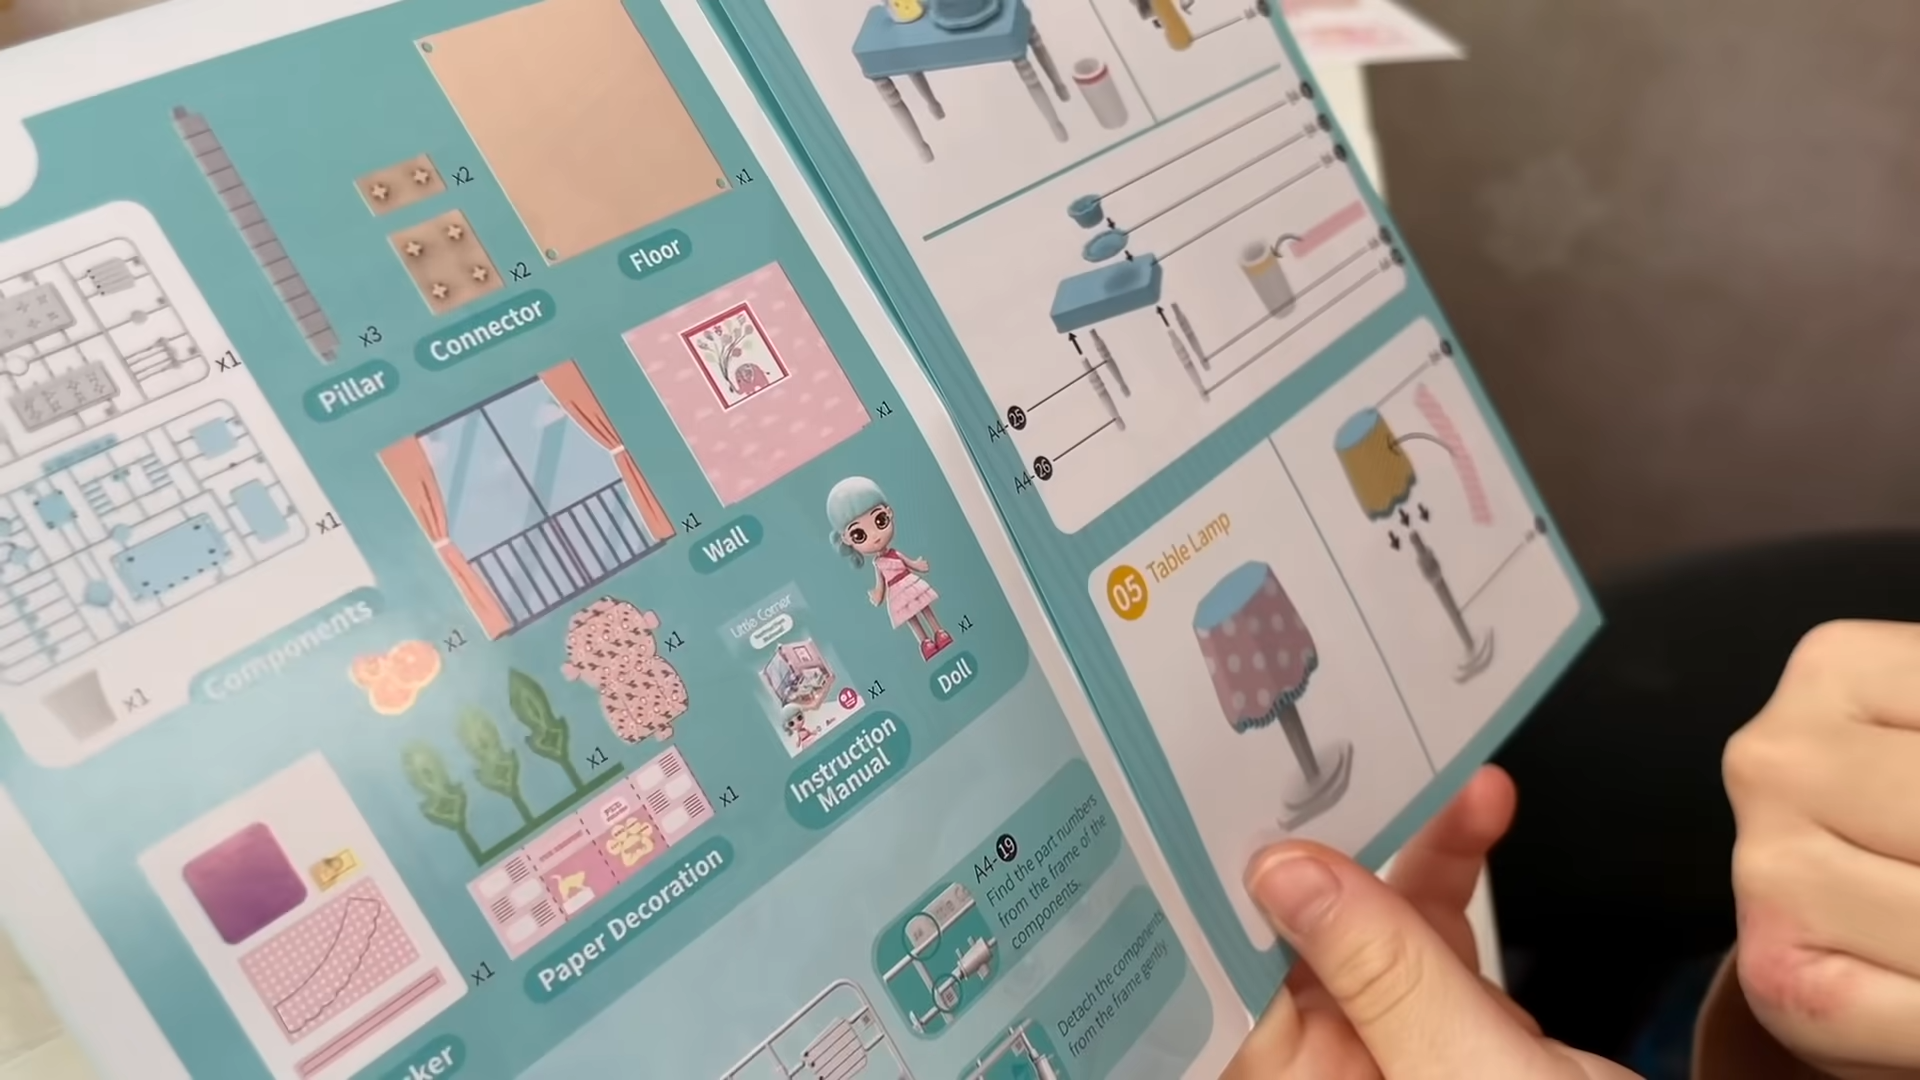 x2
x2
x1
Floor
x3
Connector
x1
Pillar
x1
x1
Wall
x1
x1
Components
x1
x1
x1
Little Corner
x1
x1
Doll
x1
x1
Instruction
Manual
Paper Decoration
x1
A4-19
Find the part numbers
from the frame of the
components.
Detach the components
from the frame gently
A4-25
A4-26
05 Table Lamp